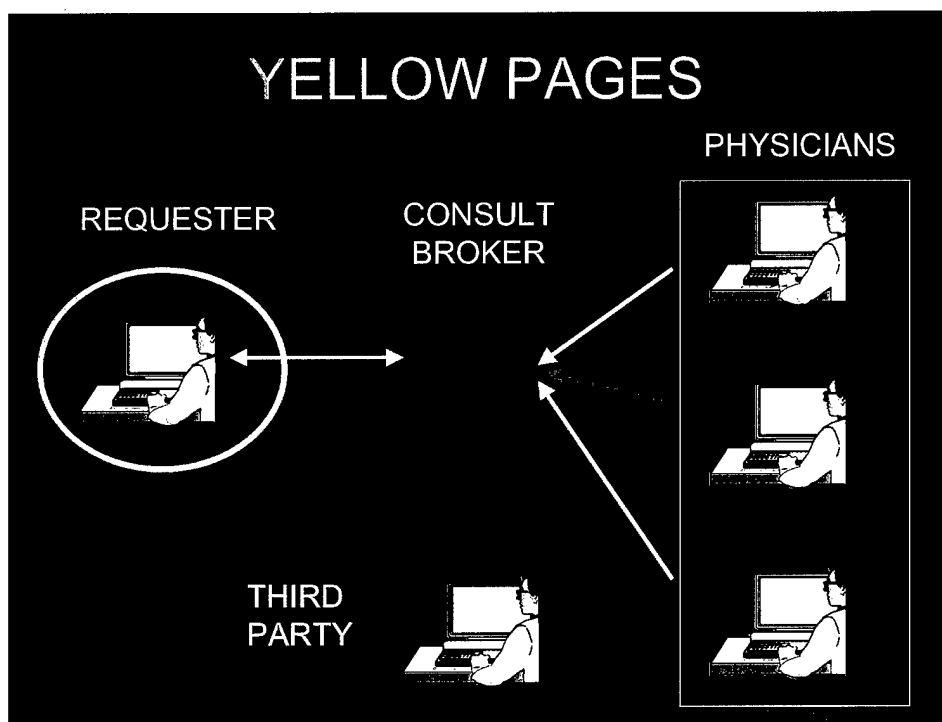 YELLOW PAGES
PHYSICIANS
REQUESTER
CONSULT
BROKER
THIRD
PARTY